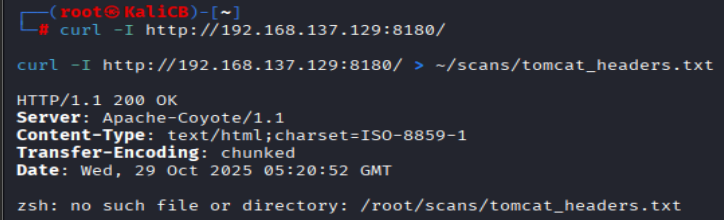 ┌──(root㉿KaliCB)-[~]
└─# curl -I http://192.168.137.129:8180/
curl -I http://192.168.137.129:8180/ > ~/scans/tomcat_headers.txt
HTTP/1.1 200 OK
Server: Apache-Coyote/1.1
Content-Type: text/html;charset=ISO-8859-1
Transfer-Encoding: chunked
Date: Wed, 29 Oct 2025 05:20:52 GMT
zsh: no such file or directory: /root/scans/tomcat_headers.txt